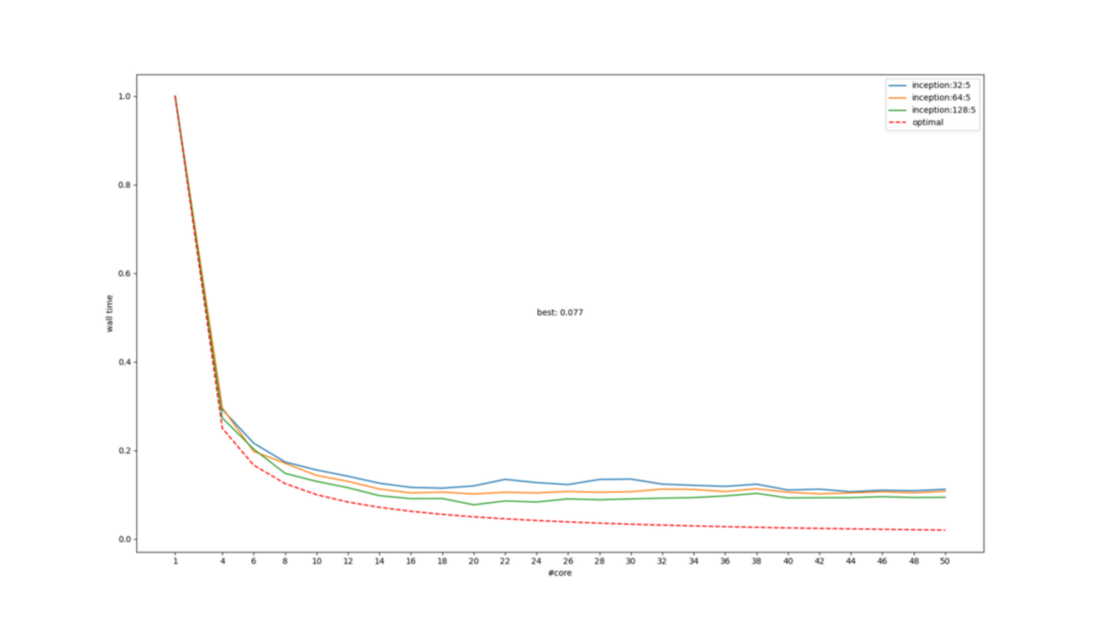 inception:32:5
inception:64:5
inception:128:5
optimal
1.0
0.8
0.6
0.4
0.2
0.0
wall time
best: 0.077
1 4 6 8 10 12 14 16 18 20 22 24 26 28 30 32 34 36 38 40 42 44 46 48 50
#core